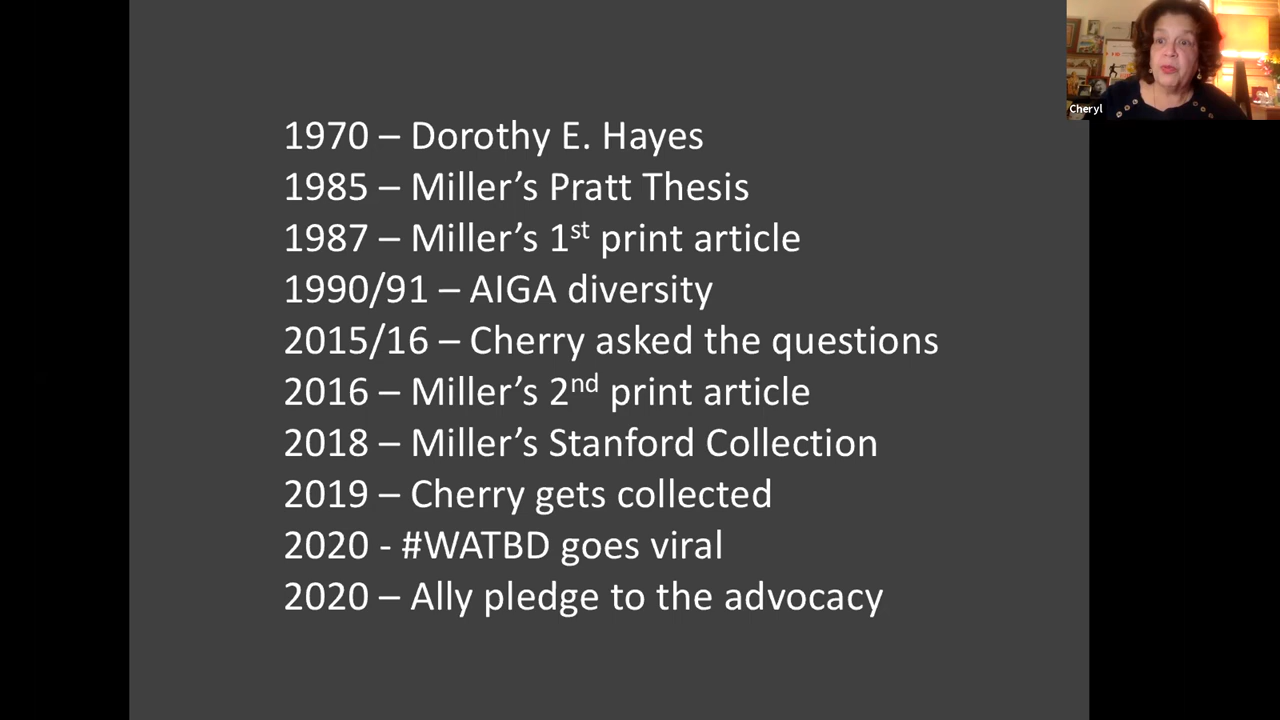 1970 – Dorothy E. Hayes
1985 – Miller’s Pratt Thesis
1987 – Miller’s 1st print article
1990/91 – AIGA diversity
2015/16 – Cherry asked the questions
2016 – Miller’s 2nd print article
2018 – Miller’s Stanford Collection
2019 – Cherry gets collected
2020 - #WATBD goes viral
2020 – Ally pledge to the advocacy
Cheryl